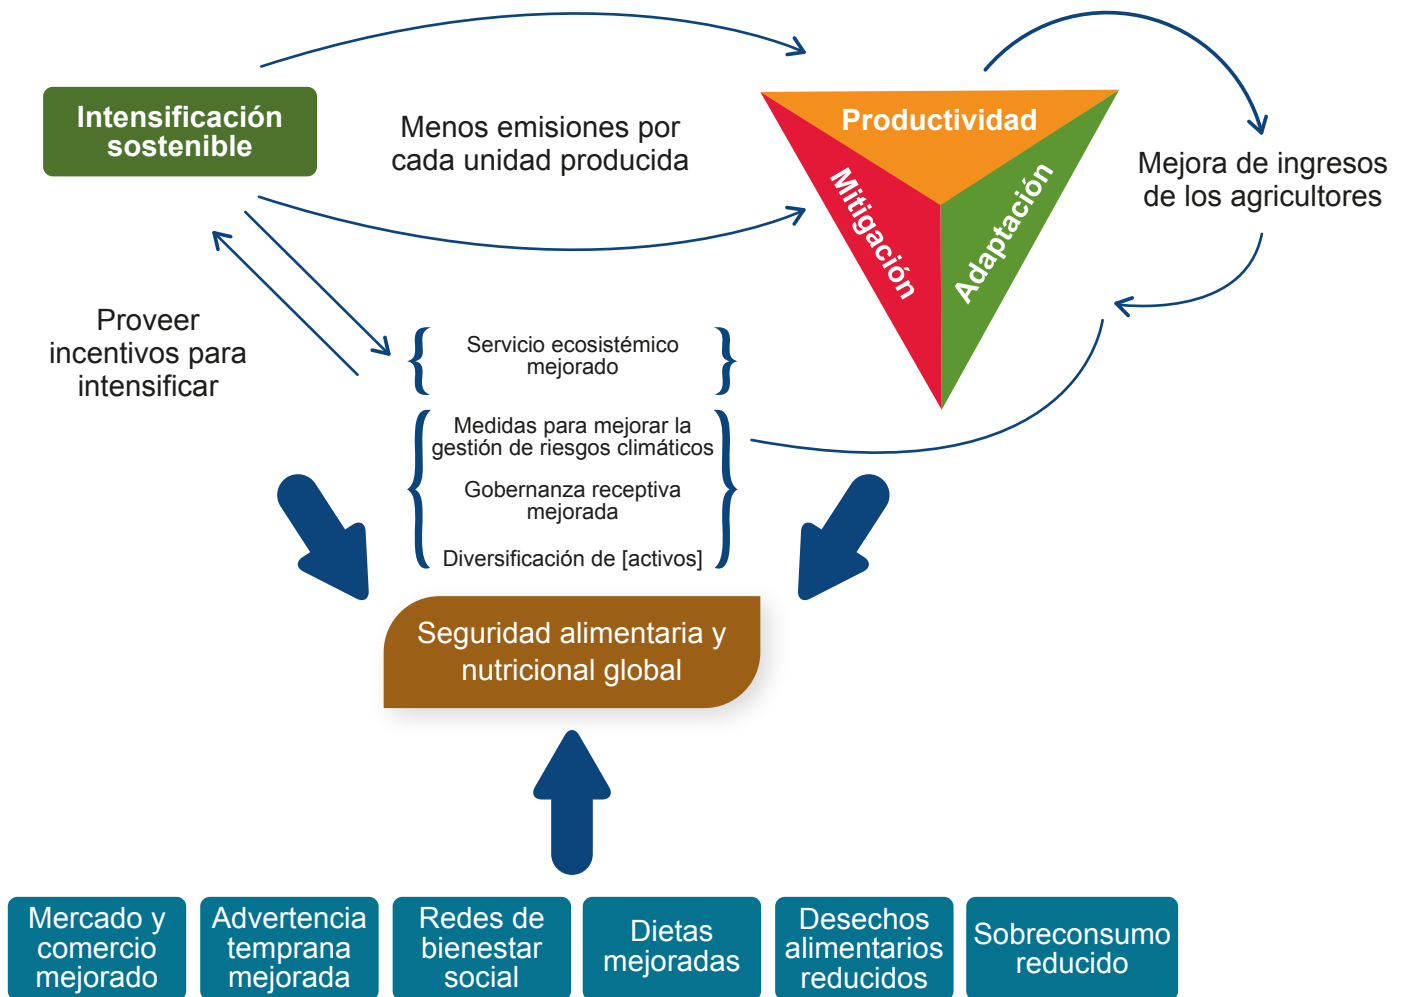 Intensificación
sostenible
Menos emisiones por
cada unidad producida
Productividad
Mitigación
Adaptación
Mejora de ingresos
de los agricultores
Proveer
incentivos para
intensificar
Servicio ecosistémico
mejorado
Medidas para mejorar la
gestión de riesgos climáticos
Gobernanza receptiva
mejorada
Diversificación de [activos]
Seguridad alimentaria y
nutricional global
Mercado y
comercio
mejorado
Advertencia
temprana
mejorada
Redes de
bienestar
social
Dietas
mejoradas
Desechos
alimentarios
reducidos
Sobreconsumo
reducido